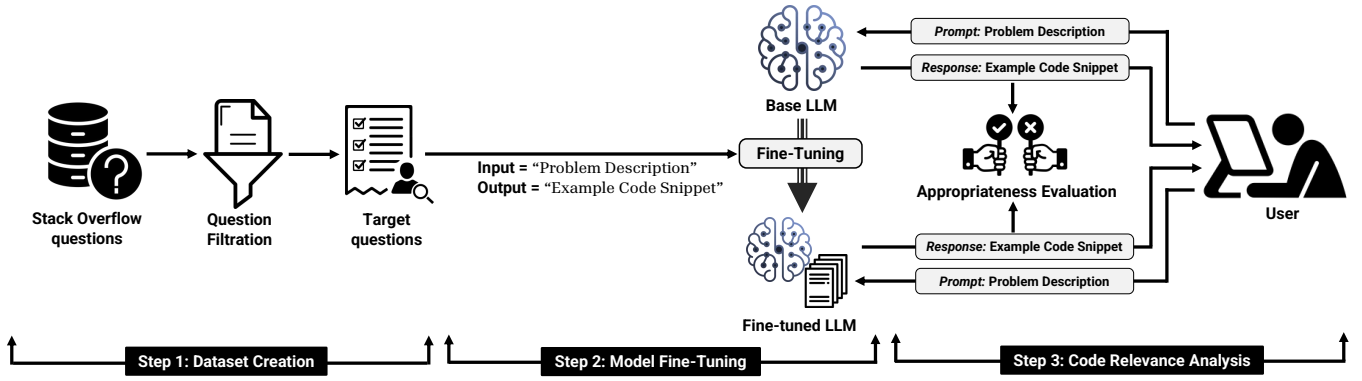 Stack Overflow
questions
Question
Filtration
Target
questions
Input = “Problem Description”
Output = “Example Code Snippet”
Base LLM
Fine-Tuning
Fine-tuned LLM
Prompt: Problem Description
Response: Example Code Snippet
Appropriateness Evaluation
Response: Example Code Snippet
Prompt: Problem Description
User
Step 1: Dataset Creation
Step 2: Model Fine-Tuning
Step 3: Code Relevance Analysis